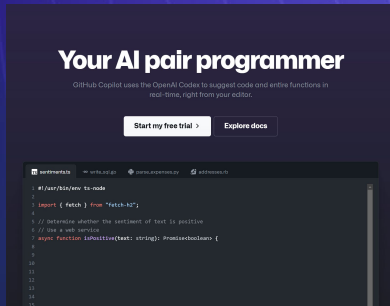 Your AI pair programmer
GitHub Copilot uses the OpenAI Codex to suggest code and entire functions in
real-time, right from your editor.
Start my free trial >
Explore docs
TS sentiments.ts
write_sql.go
parse_expenses.py
addresses.rb
1 #!/usr/bin/env ts-node
2
3 import { fetch } from "fetch-h2";
4
5 // Determine whether the sentiment of text is positive
6 // Use a web service
7 async function isPositive(text: string): Promise<boolean> {
8
9
10
11
12
13
14